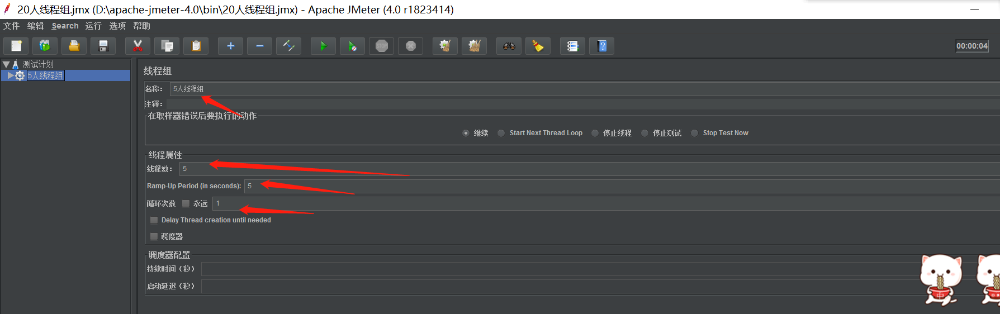 20人线程组.jmx (D:\apache-jmeter-4.0\bin\20人线程组.jmx) - Apache JMeter (4.0 r1823414)
文件 编辑 Search 运行 选项 帮助
STOP
00:00:04
测试计划
5人线程组
线程组
名称： 5人线程组
注释：
在取样器错误后要执行的动作
继续 Start Next Thread Loop 停止线程 停止测试 Stop Test Now
线程属性
线程数： 5
Ramp-Up Period (in seconds): 5
循环次数 永远 1
Delay Thread creation until needed
调度器
调度器配置
持续时间（秒）
启动延迟（秒）
中